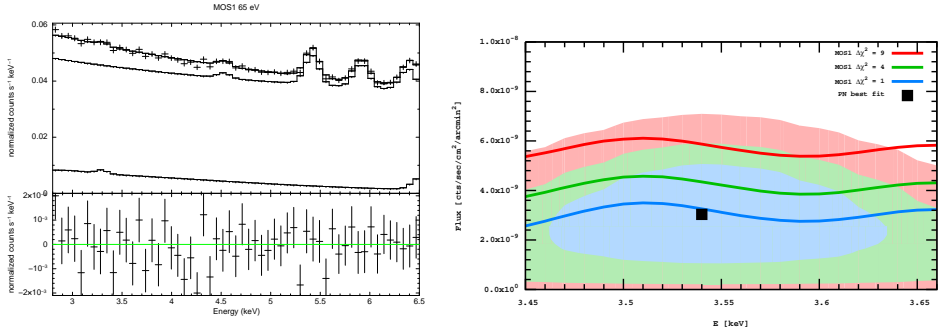 MOS1 65 eV
normalized counts s⁻¹ keV⁻¹
0.06
0.04
0.02
0
normalized counts s⁻¹ keV⁻¹
2×10⁻³
10⁻³
0
−10⁻³
−2×10⁻³
3 3.5 4 4.5 5 5.5 6 6.5
Energy (keV)
MOS1 Δχ² = 9
MOS1 Δχ² = 4
MOS1 Δχ² = 1
PN best fit
Flux [cts/sec/cm²/arcmin²]
1.0x10⁻⁸
8.0x10⁻⁹
6.0x10⁻⁹
4.0x10⁻⁹
2.0x10⁻⁹
0.0x10⁰
3.45 3.5 3.55 3.6 3.65
E [keV]